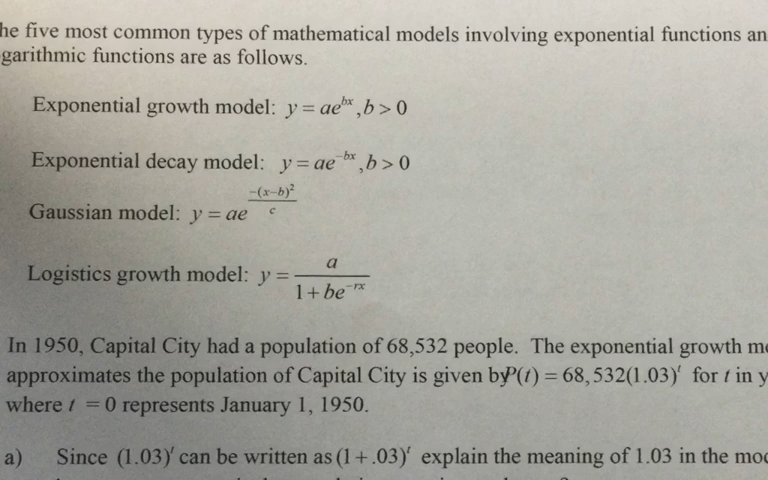 he five most common types of mathematical models involving exponential functions an
garithmic functions are as follows.
Exponential growth model: y = ae^{bx}, b > 0
Exponential decay model: y = ae^{-bx}, b > 0
Gaussian model: y = ae^{\frac{-(x-b)^2}{c}}
Logistics growth model: y = \frac{a}{1+be^{-rx}}
In 1950, Capital City had a population of 68,532 people. The exponential growth mo
approximates the population of Capital City is given by P(t) = 68,532(1.03)^t for t in y
where t = 0 represents January 1, 1950.
a) Since (1.03)^t can be written as (1+.03)^t explain the meaning of 1.03 in the mod